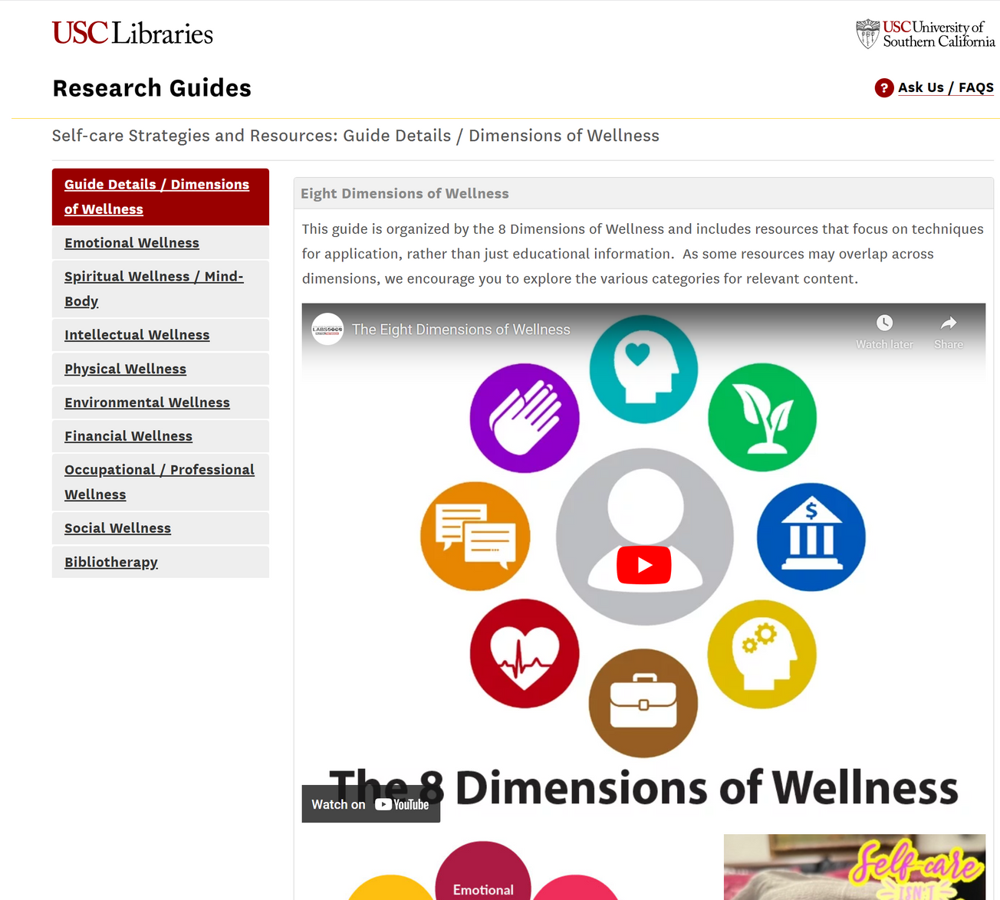 USC Libraries
USC University of
Southern California
Research Guides
? Ask Us / FAQS
Self-care Strategies and Resources: Guide Details / Dimensions of Wellness
Guide Details / Dimensions
of Wellness
Emotional Wellness
Spiritual Wellness / Mind-
Body
Intellectual Wellness
Physical Wellness
Environmental Wellness
Financial Wellness
Occupational / Professional
Wellness
Social Wellness
Bibliotherapy
Eight Dimensions of Wellness
This guide is organized by the 8 Dimensions of Wellness and includes resources that focus on techniques
for application, rather than just educational information.  As some resources may overlap across
dimensions, we encourage you to explore the various categories for relevant content.
The Eight Dimensions of Wellness
Watch later
Share
$
The 8 Dimensions of Wellness
Watch on YouTube
Emotional
Self-care
ISN'T